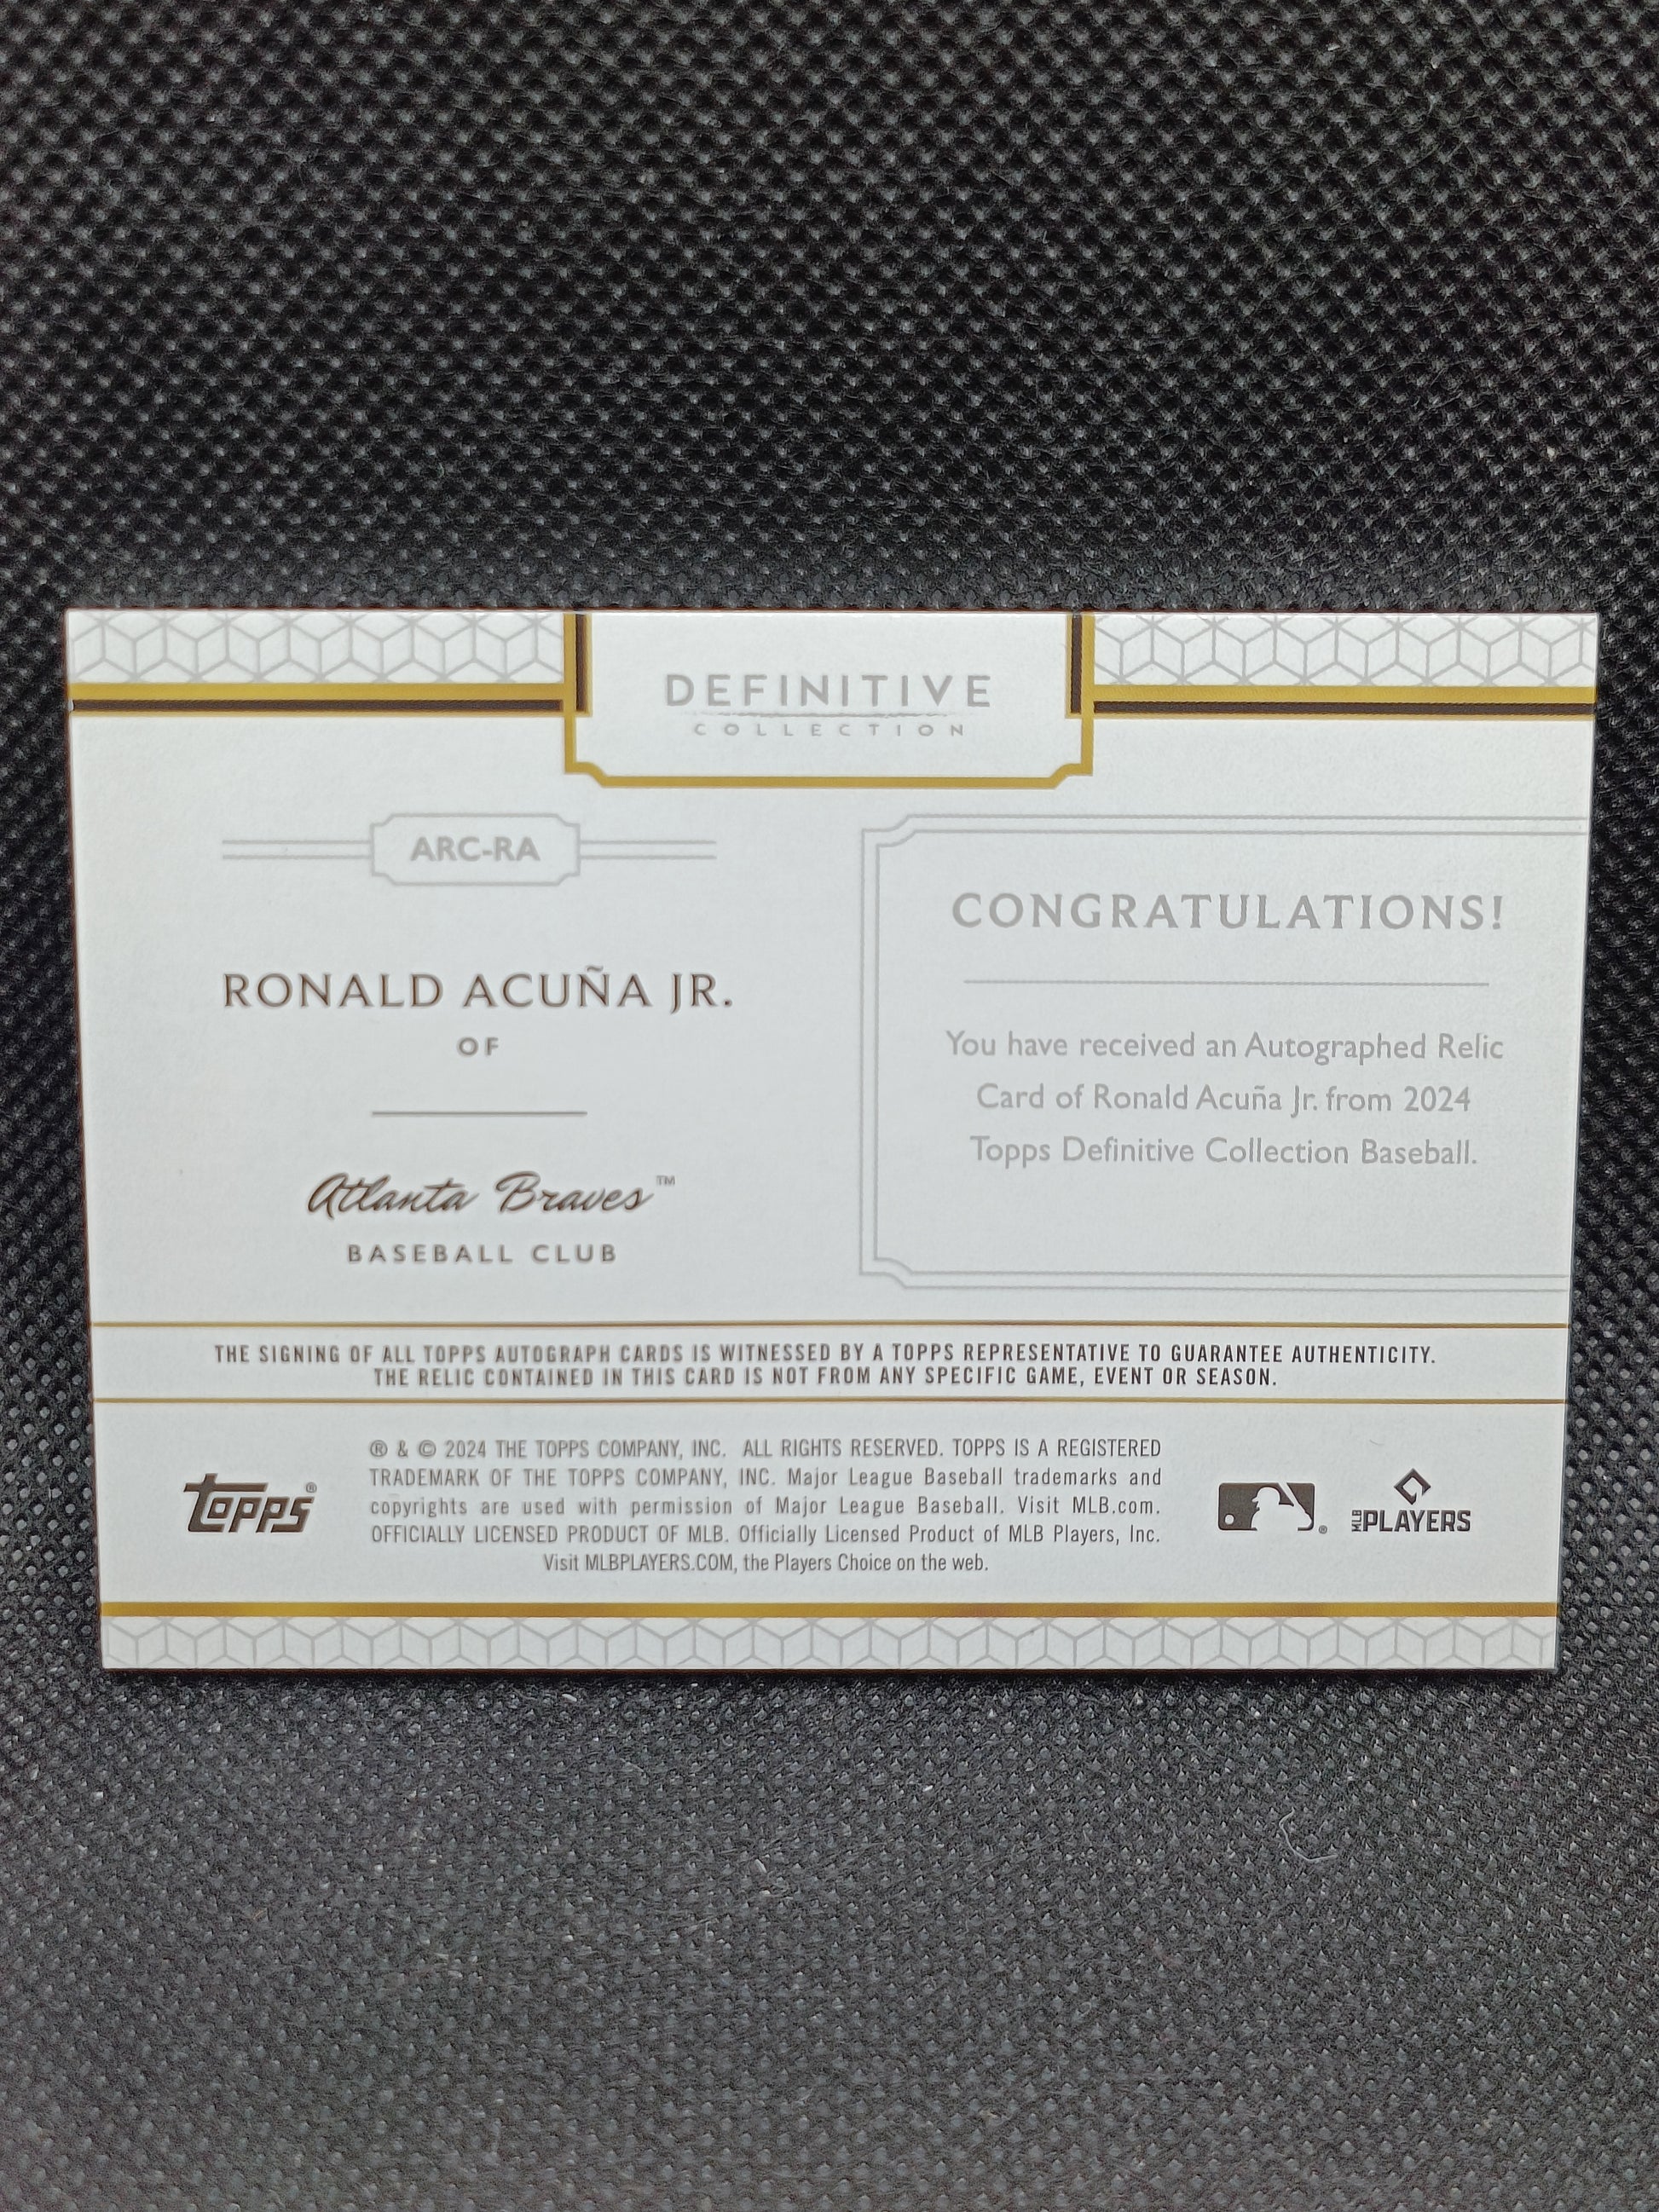 DEFINITIVE
COLLECTION
ARC-RA
RONALD ACUÑA JR.
OF
Atlanta Braves™
BASEBALL CLUB
CONGRATULATIONS!
You have received an Autographed Relic
Card of Ronald Acuña Jr. from 2024
Topps Definitive Collection Baseball.
THE SIGNING OF ALL TOPPS AUTOGRAPH CARDS IS WITNESSED BY A TOPPS REPRESENTATIVE TO GUARANTEE AUTHENTICITY.
THE RELIC CONTAINED IN THIS CARD IS NOT FROM ANY SPECIFIC GAME, EVENT OR SEASON.
topps®
® & © 2024 THE TOPPS COMPANY, INC. ALL RIGHTS RESERVED. TOPPS IS A REGISTERED
TRADEMARK OF THE TOPPS COMPANY, INC. Major League Baseball trademarks and
copyrights are used with permission of Major League Baseball. Visit MLB.com.
OFFICIALLY LICENSED PRODUCT OF MLB. Officially Licensed Product of MLB Players, Inc.
Visit MLBPLAYERS.COM, the Players Choice on the web.
®
MLB PLAYERS